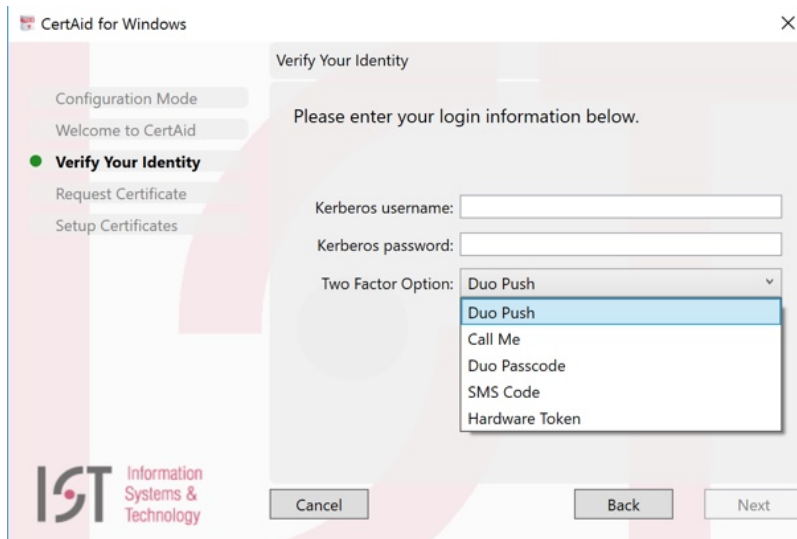 CertAid for Windows
Verify Your Identity
Configuration Mode
Welcome to CertAid
Verify Your Identity
Request Certificate
Setup Certificates
Please enter your login information below.
Kerberos username:
Kerberos password:
Two Factor Option: Duo Push
Duo Push
Call Me
Duo Passcode
SMS Code
Hardware Token
IST Information
Systems &
Technology
Cancel
Back
Next